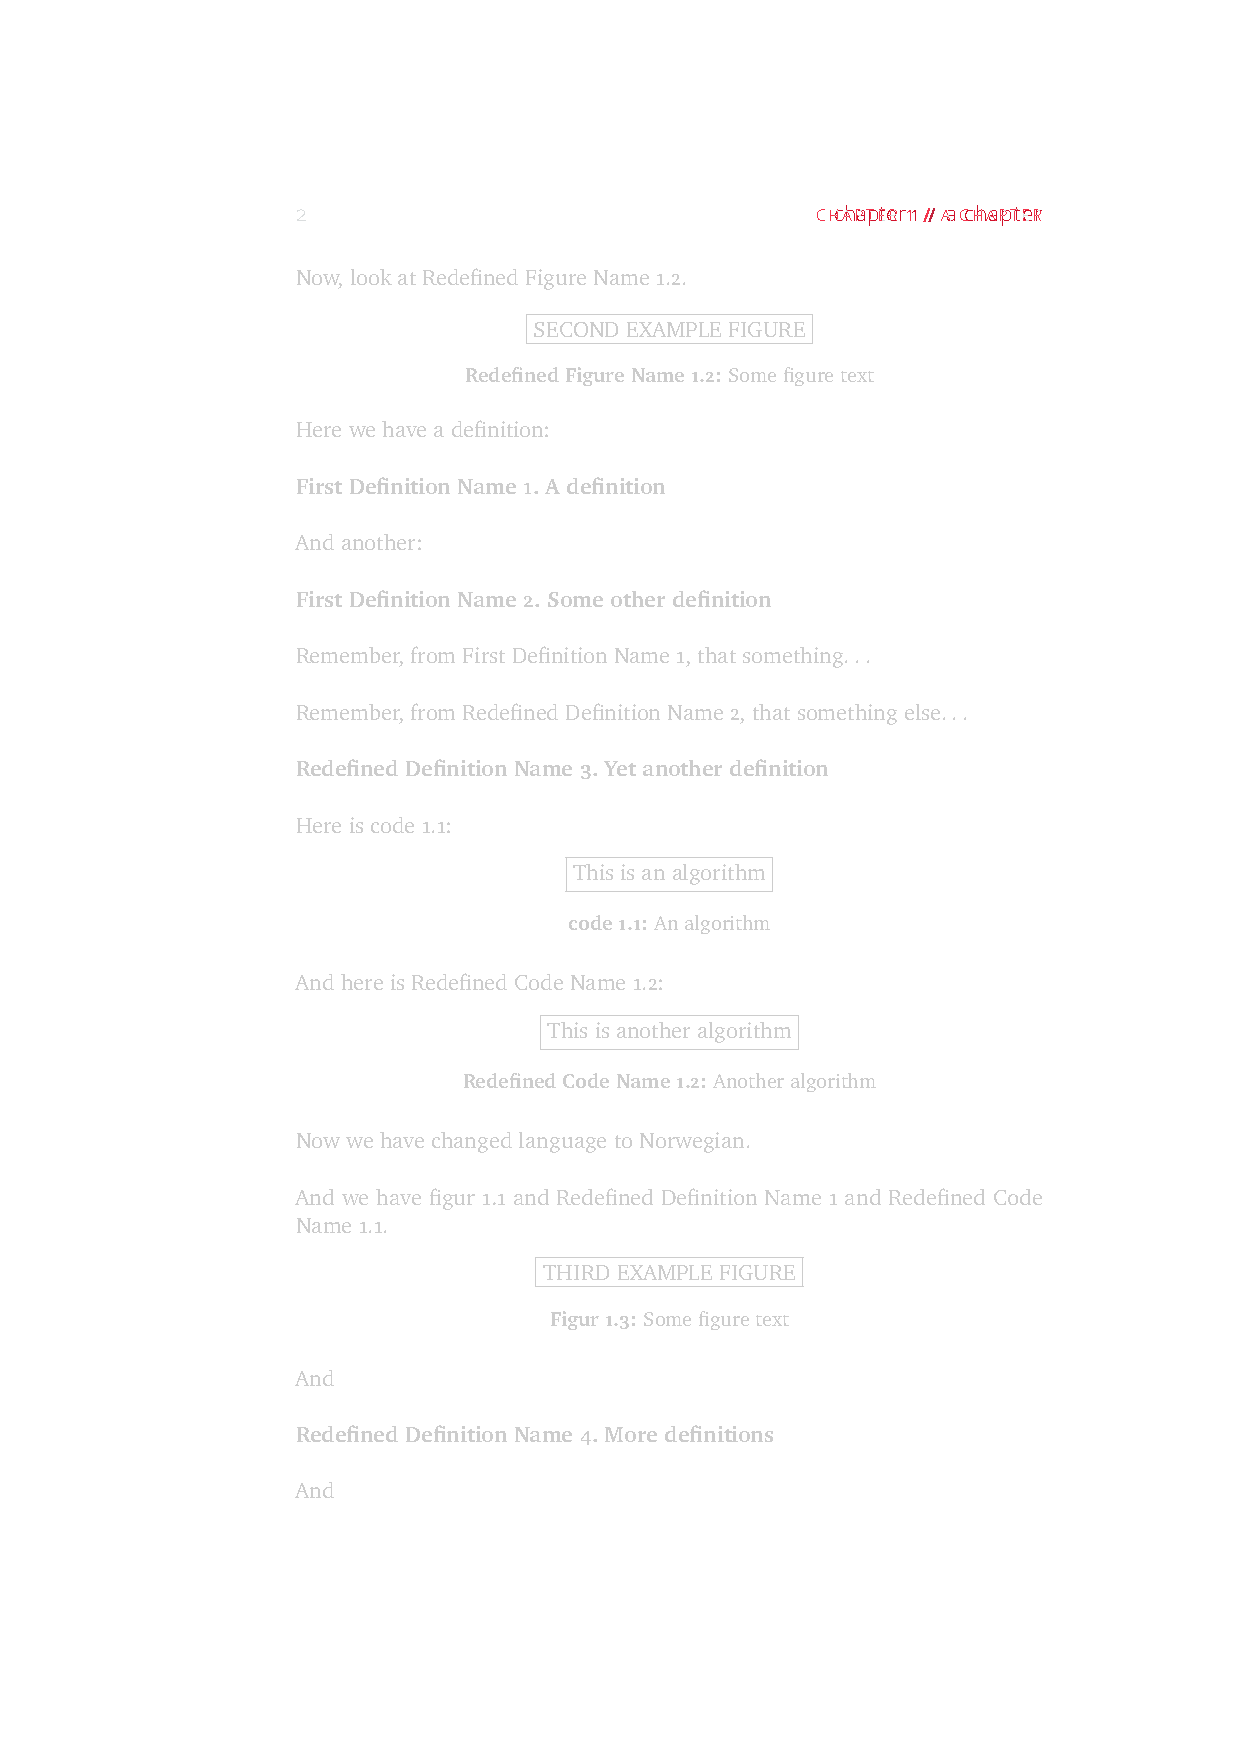 2
chapter 1 // a chapter
Now, look at Redefined Figure Name 1.2.
SECOND EXAMPLE FIGURE
Redefined Figure Name 1.2: Some figure text
Here we have a definition:
First Definition Name 1. A definition
And another:
First Definition Name 2. Some other definition
Remember, from First Definition Name 1, that something. . .
Remember, from Redefined Definition Name 2, that something else. . .
Redefined Definition Name 3. Yet another definition
Here is code 1.1:
This is an algorithm
code 1.1: An algorithm
And here is Redefined Code Name 1.2:
This is another algorithm
Redefined Code Name 1.2: Another algorithm
Now we have changed language to Norwegian.
And we have figur 1.1 and Redefined Definition Name 1 and Redefined Code
Name 1.1.
THIRD EXAMPLE FIGURE
Figur 1.3: Some figure text
And
Redefined Definition Name 4. More definitions
And